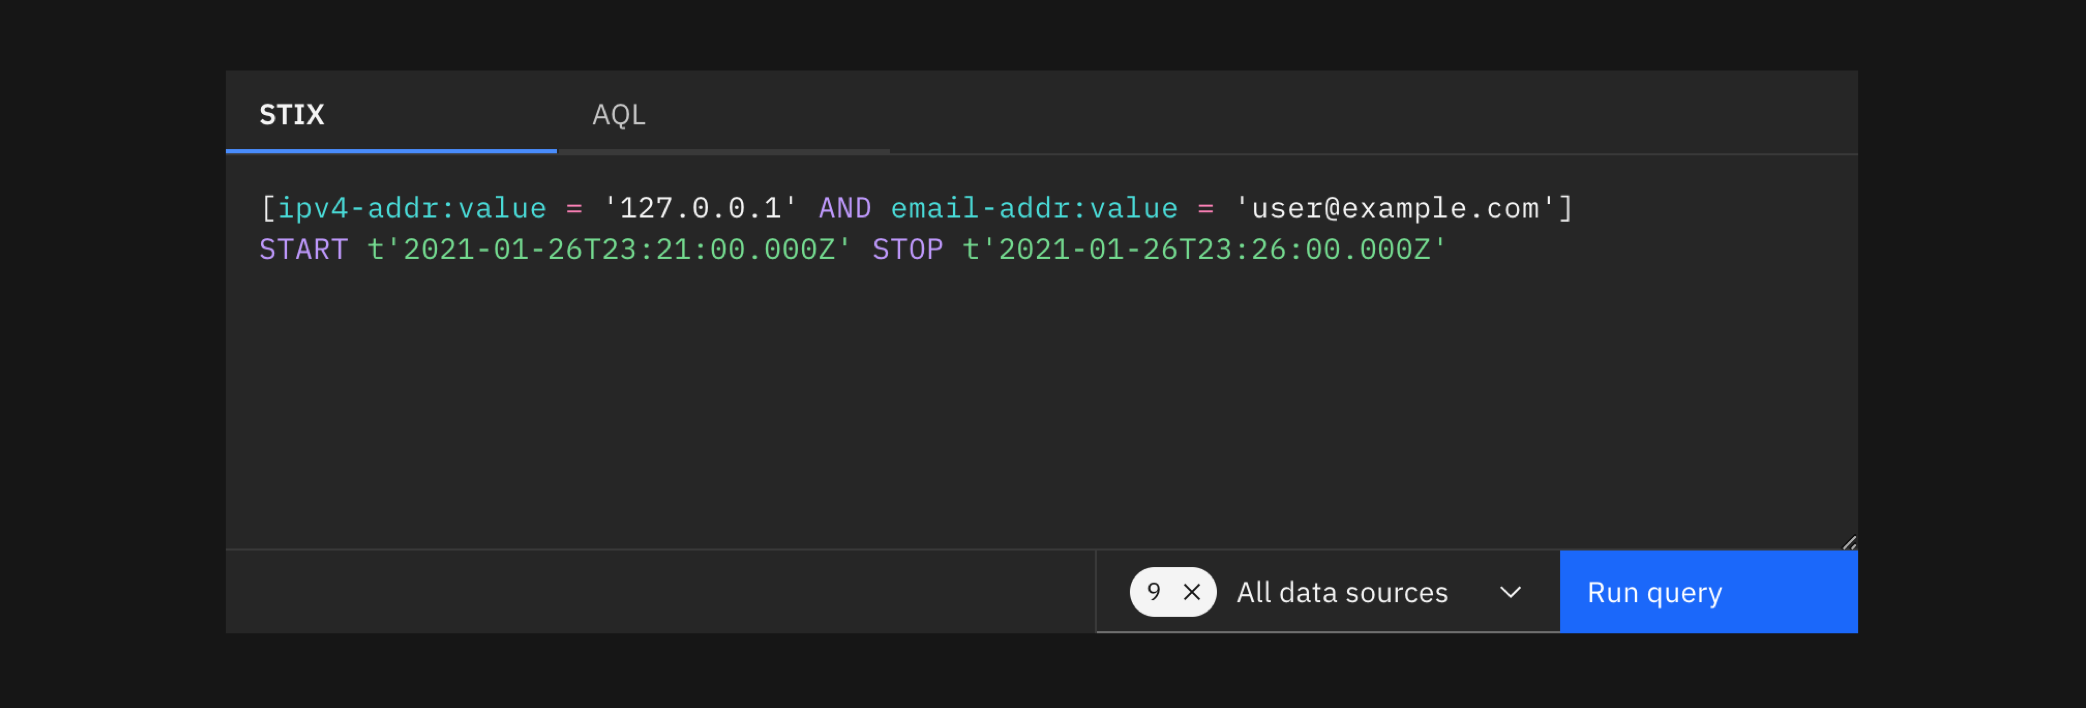 STIX AQL
[ipv4-addr:value = '127.0.0.1' AND email-addr:value = 'user@example.com']
START t'2021-01-26T23:21:00.000Z' STOP t'2021-01-26T23:26:00.000Z'
9 All data sources Run query